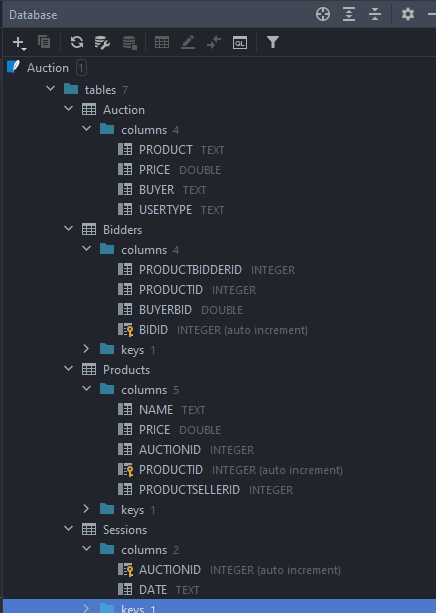 Database
QL
Auction 1
tables 7
Auction
columns 4
PRODUCT TEXT
PRICE DOUBLE
BUYER TEXT
USERTYPE TEXT
Bidders
columns 4
PRODUCTBIDDERID INTEGER
PRODUCTID INTEGER
BUYERBID DOUBLE
BIDID INTEGER (auto increment)
keys 1
Products
columns 5
NAME TEXT
PRICE DOUBLE
AUCTIONID INTEGER
PRODUCTID INTEGER (auto increment)
PRODUCTSELLERID INTEGER
keys 1
Sessions
columns 2
AUCTIONID INTEGER (auto increment)
DATE TEXT
keys 1